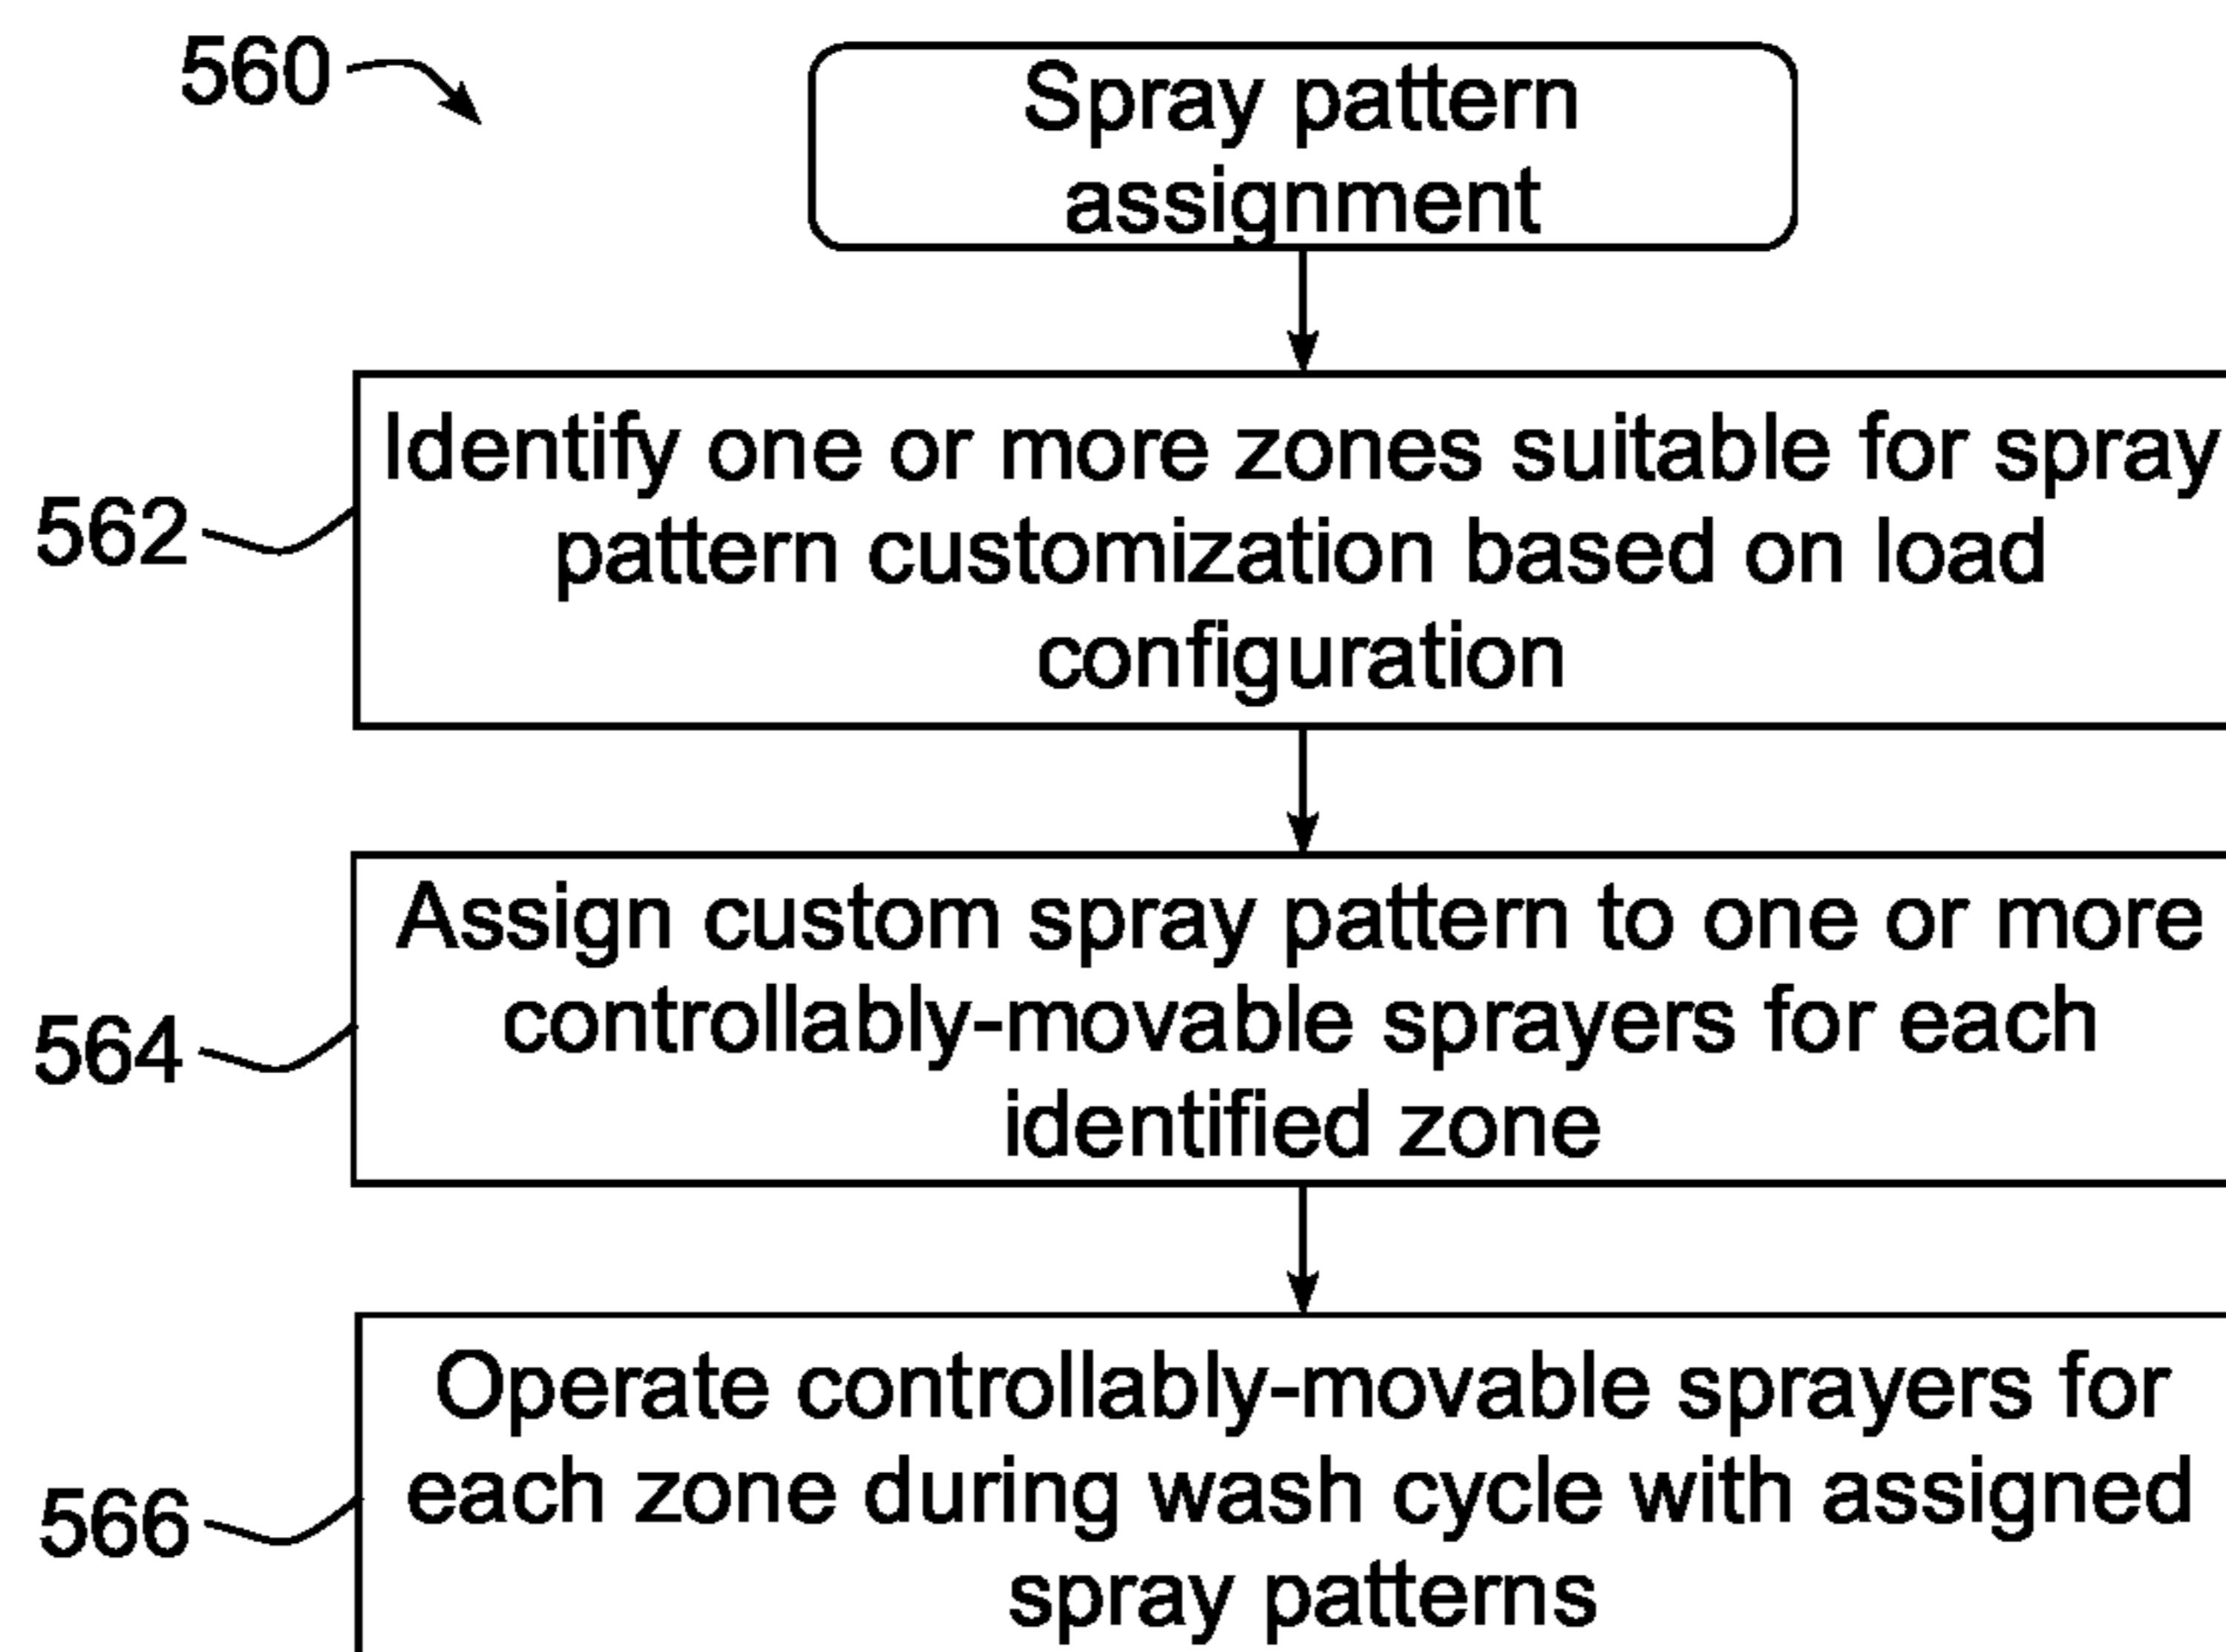 560
Spray pattern
assignment
562
Identify one or more zones suitable for spray
pattern customization based on load
configuration
564
Assign custom spray pattern to one or more
controllably-movable sprayers for each
identified zone
566
Operate controllably-movable sprayers for
each zone during wash cycle with assigned
spray patterns